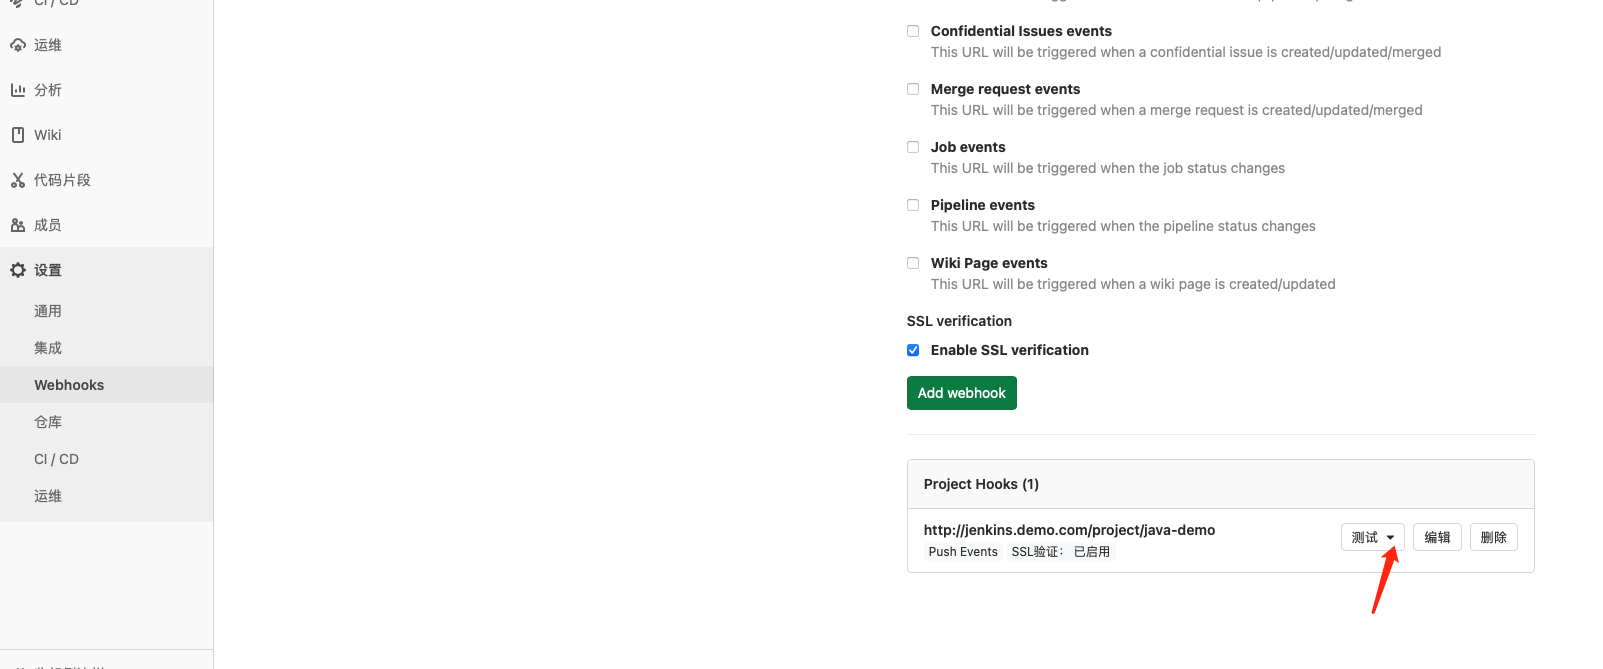 CI / CD
运维
分析
Wiki
代码片段
成员
设置
通用
集成
Webhooks
仓库
CI / CD
运维
Confidential Issues events
This URL will be triggered when a confidential issue is created/updated/merged
Merge request events
This URL will be triggered when a merge request is created/updated/merged
Job events
This URL will be triggered when the job status changes
Pipeline events
This URL will be triggered when the pipeline status changes
Wiki Page events
This URL will be triggered when a wiki page is created/updated
SSL verification
Enable SSL verification
Add webhook
Project Hooks (1)
http://jenkins.demo.com/project/java-demo
测试 编辑 删除
Push Events SSL验证： 已启用